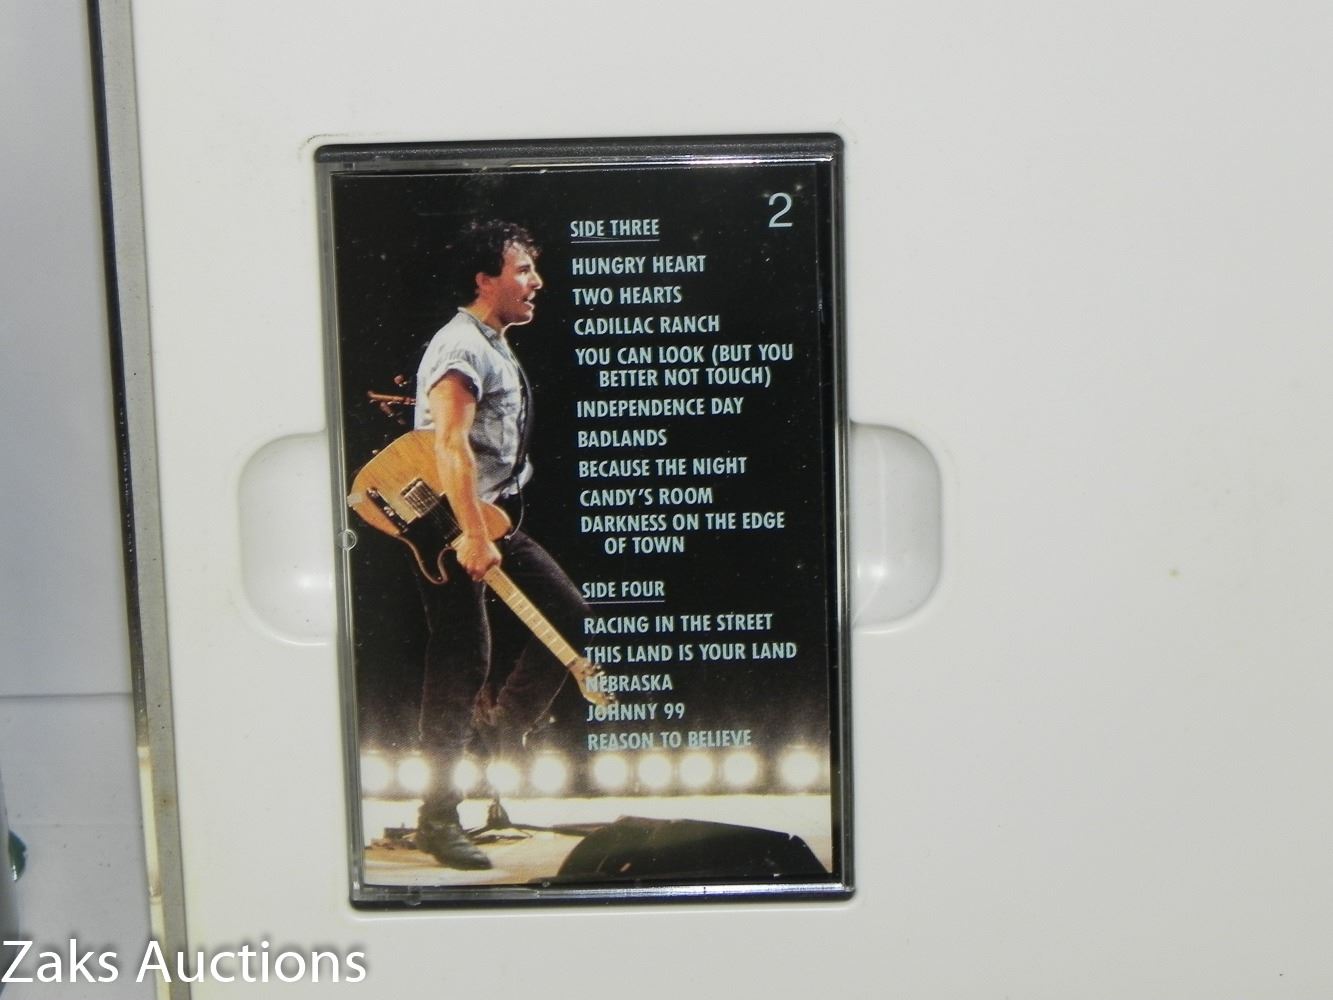 2
SIDE THREE
HUNGRY HEART
TWO HEARTS
CADILLAC RANCH
YOU CAN LOOK (BUT YOU
BETTER NOT TOUCH)
INDEPENDENCE DAY
BADLANDS
BECAUSE THE NIGHT
CANDY'S ROOM
DARKNESS ON THE EDGE
OF TOWN
SIDE FOUR
RACING IN THE STREET
THIS LAND IS YOUR LAND
NEBRASKA
JOHNNY 99
REASON TO BELIEVE
Zaks Auctions